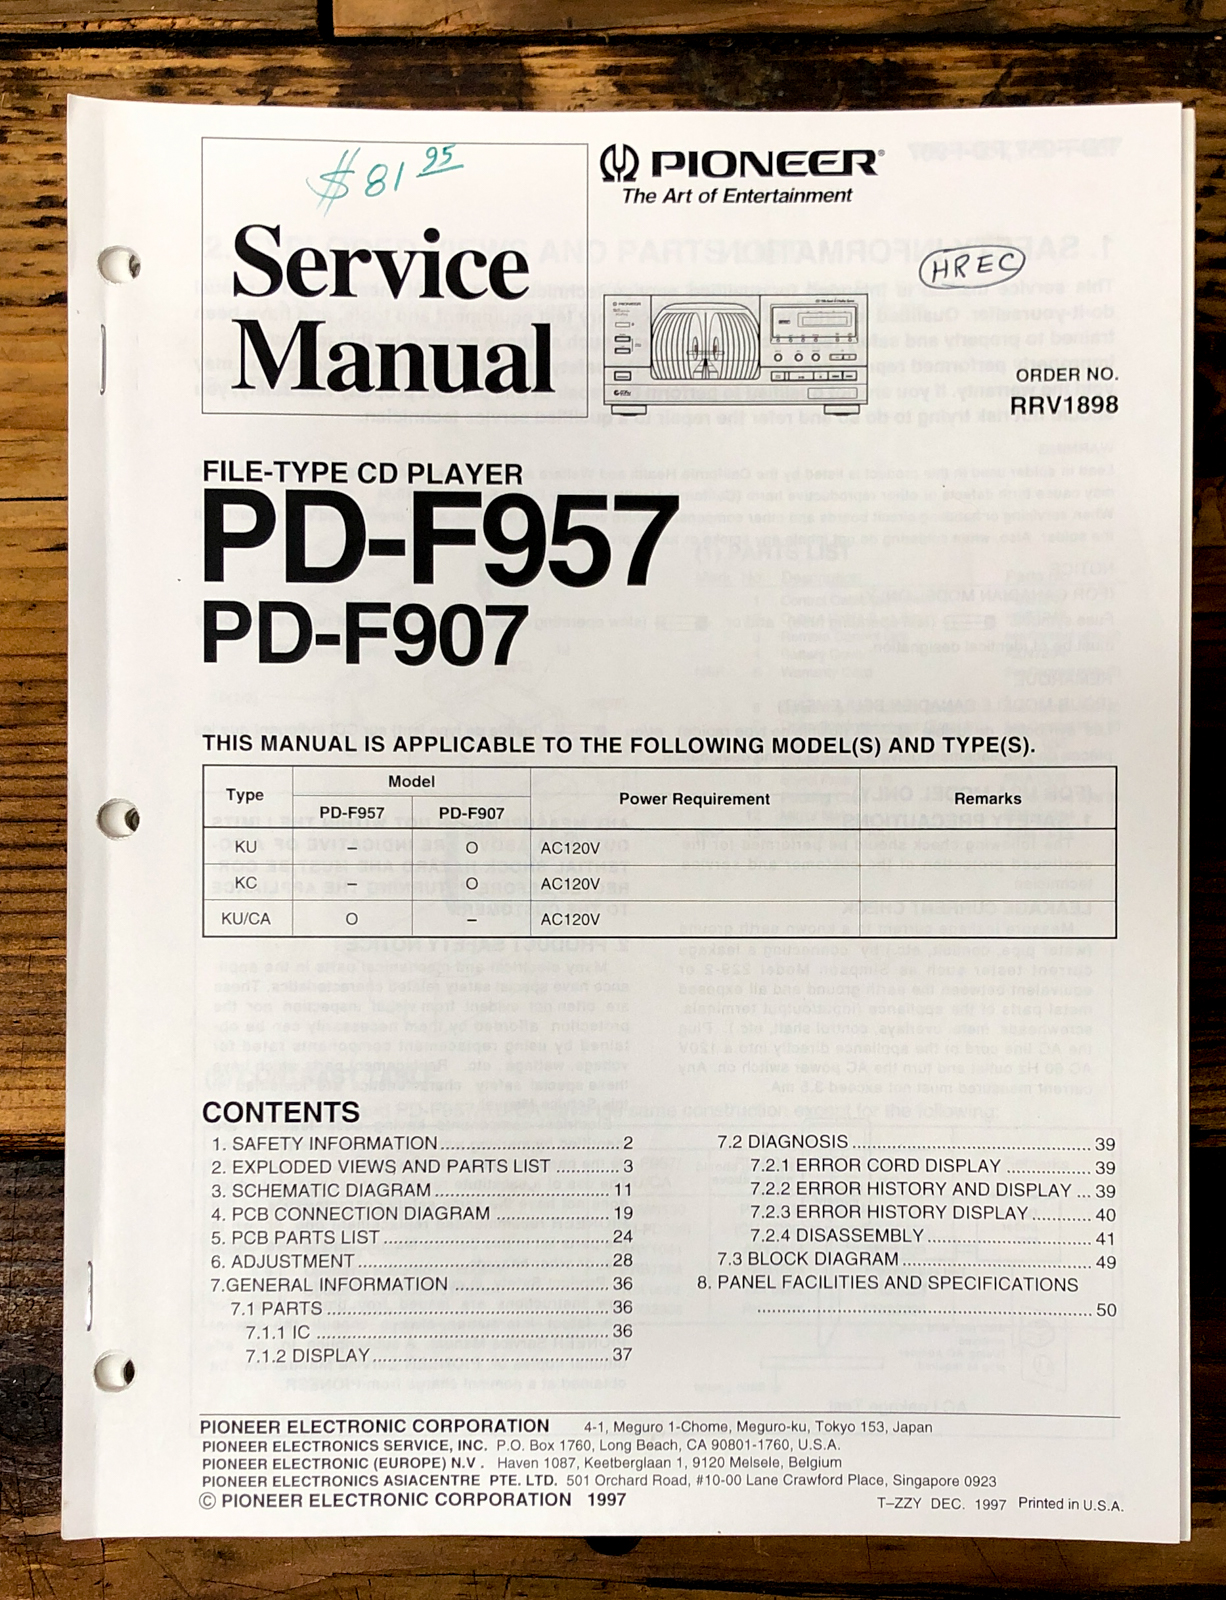 $81 95
Service
Manual
PIONEER®
The Art of Entertainment
HREC
PIONEER
ORDER NO.
RRV1898
FILE-TYPE CD PLAYER
PD-F957
PD-F907
THIS MANUAL IS APPLICABLE TO THE FOLLOWING MODEL(S) AND TYPE(S).
Type Model Power Requirement Remarks
PD-F957 PD-F907
KU – O AC120V
KC – O AC120V
KU/CA O – AC120V
CONTENTS
1. SAFETY INFORMATION 2
2. EXPLODED VIEWS AND PARTS LIST 3
3. SCHEMATIC DIAGRAM 11
4. PCB CONNECTION DIAGRAM 19
5. PCB PARTS LIST 24
6. ADJUSTMENT 28
7.GENERAL INFORMATION 36
7.1 PARTS 36
7.1.1 IC 36
7.1.2 DISPLAY 37
7.2 DIAGNOSIS 39
7.2.1 ERROR CORD DISPLAY 39
7.2.2 ERROR HISTORY AND DISPLAY 39
7.2.3 ERROR HISTORY DISPLAY 40
7.2.4 DISASSEMBLY 41
7.3 BLOCK DIAGRAM 49
8. PANEL FACILITIES AND SPECIFICATIONS
50
PIONEER ELECTRONIC CORPORATION 4-1, Meguro 1-Chome, Meguro-ku, Tokyo 153, Japan
PIONEER ELECTRONICS SERVICE, INC. P.O. Box 1760, Long Beach, CA 90801-1760, U.S.A.
PIONEER ELECTRONIC (EUROPE) N.V. Haven 1087, Keetberglaan 1, 9120 Melsele, Belgium
PIONEER ELECTRONICS ASIACENTRE PTE. LTD. 501 Orchard Road, #10-00 Lane Crawford Place, Singapore 0923
© PIONEER ELECTRONIC CORPORATION 1997
T–ZZY DEC. 1997 Printed in U.S.A.